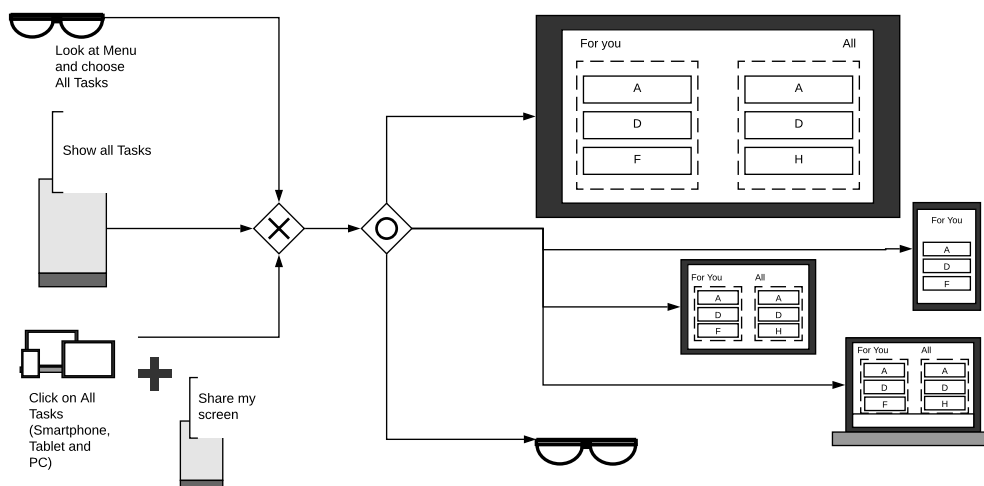 Look at Menu
and choose
All Tasks
Show all Tasks
Click on All
Tasks
(Smartphone,
Tablet and
PC)
Share my
screen
For you All
A A
D D
F H
For You
A
D
F
For You All
A A
D D
F H
For You All
A A
D D
F H